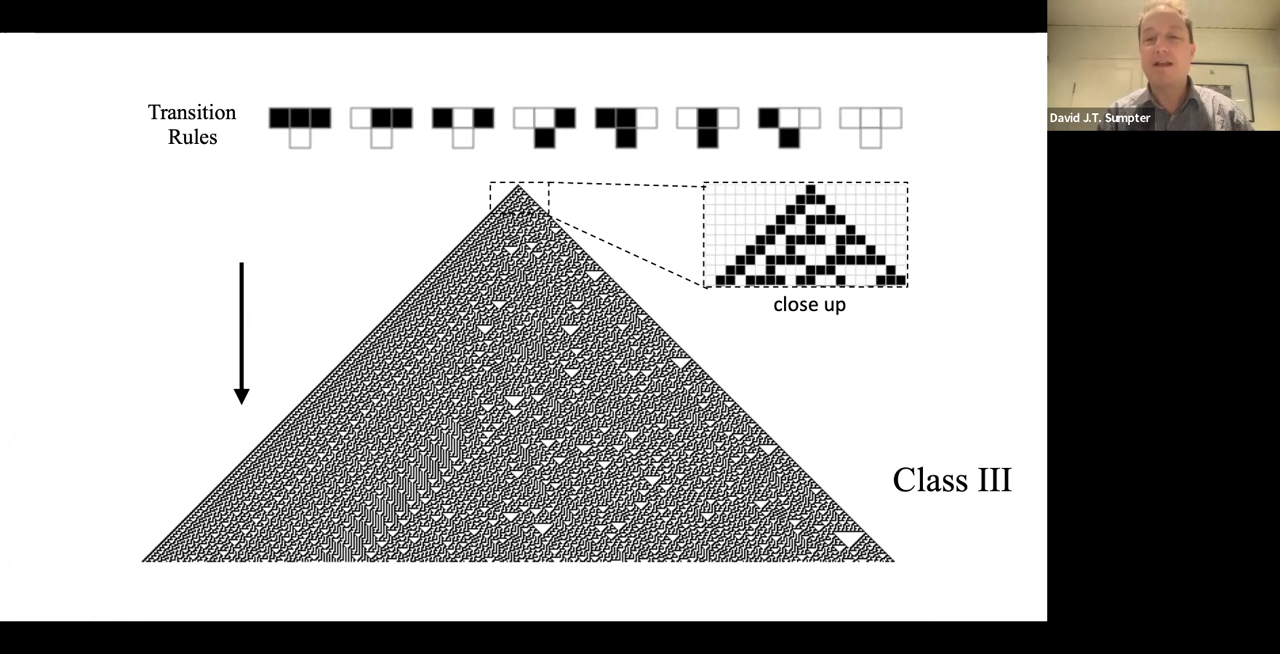 Transition
Rules
close up
Class III
David J.T. Sumpter